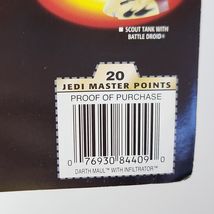 • SCOUT TANK WITH
BATTLE DROID®
20
JEDI MASTER POINTS
PROOF OF PURCHASE
0 76930 84409 0
DARTH MAUL™ WITH INFILTRATOR™